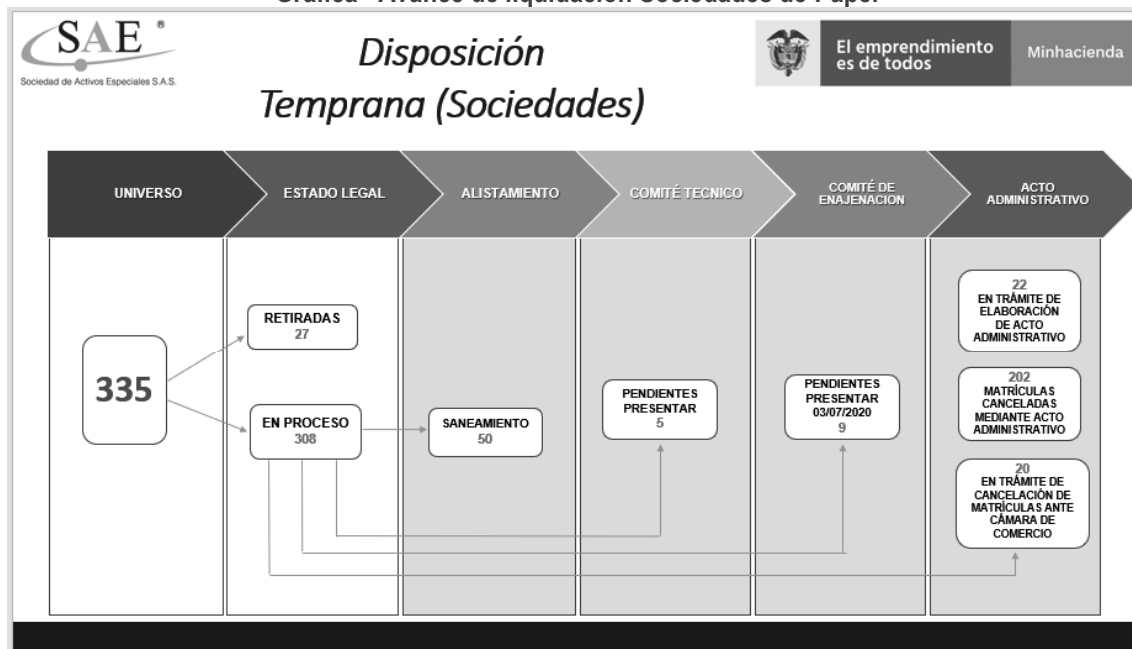 Gráfica - Avance de liquidación Sociedades de Papel
SAE ®
Sociedad de Activos Especiales S.A.S.
Disposición
Temprana (Sociedades)
El emprendimiento
es de todos
Minhacienda
UNIVERSO
ESTADO LEGAL
ALISTAMIENTO
COMITÉ TECNICO
COMITÉ DE
ENAJENACION
ACTO
ADMINISTRATIVO
335
RETIRADAS
27
EN PROCESO
308
SANEAMIENTO
50
PENDIENTES
PRESENTAR
5
PENDIENTES
PRESENTAR
03/07/2020
9
22
EN TRÁMITE DE
ELABORACIÓN
DE ACTO
ADMINISTRATIVO
202
MATRÍCULAS
CANCELADAS
MEDIANTE ACTO
ADMINISTRATIVO
20
EN TRÁMITE DE
CANCELACIÓN DE
MATRÍCULAS ANTE
CÁMARA DE
COMERCIO